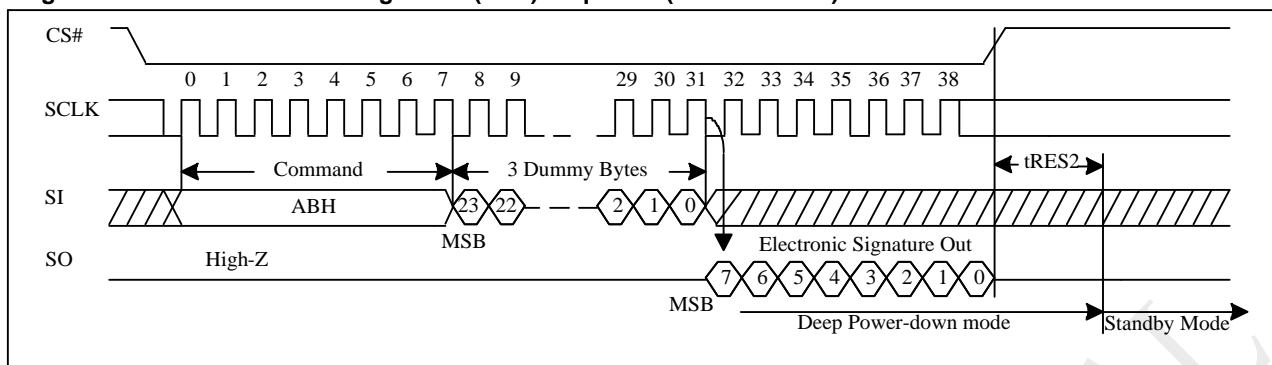 CS#
0 1 2 3 4 5 6 7 8 9 29 30 31 32 33 34 35 36 37 38
SCLK
Command 3 Dummy Bytes tRES2
SI ABH 23 22 2 1 0
MSB Electronic Signature Out
SO High-Z
7 6 5 4 3 2 1 0
MSB
Deep Power-down mode Standby Mode